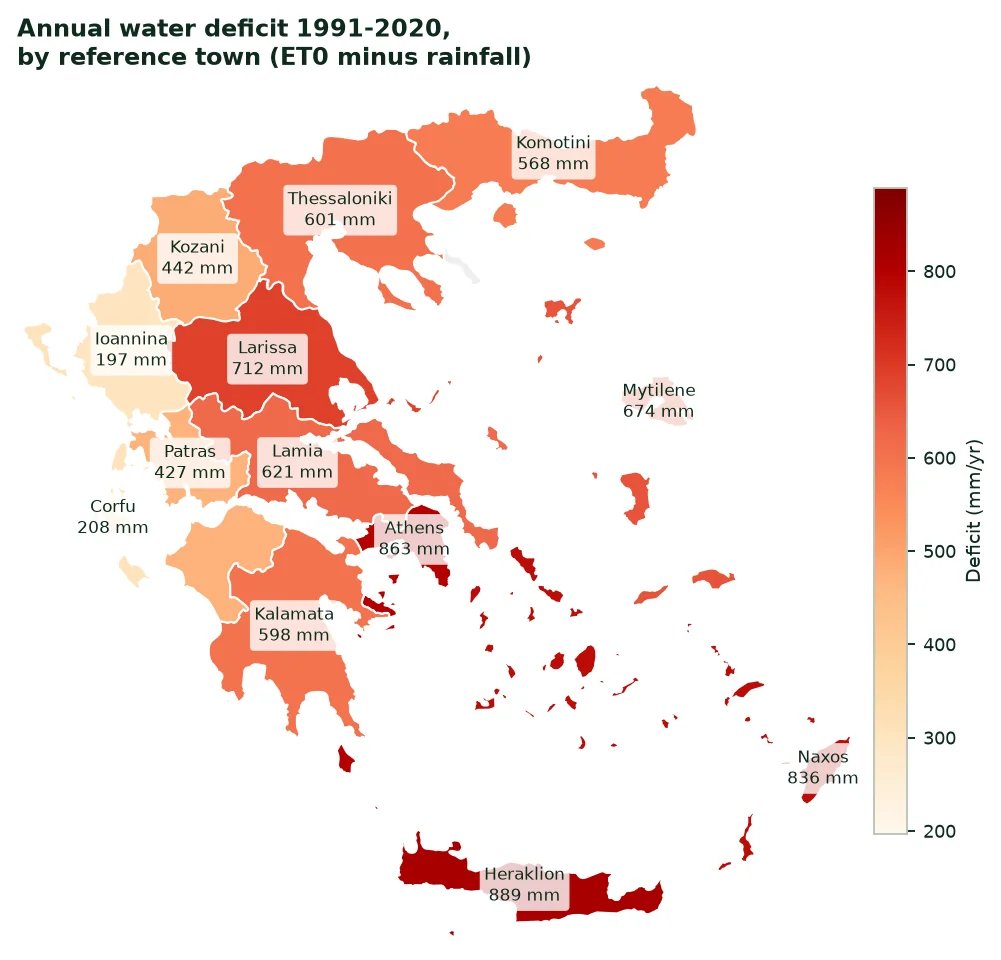 Annual water deficit 1991-2020,
by reference town (ET0 minus rainfall)
Komotini
568 mm
Thessaloniki
601 mm
Kozani
442 mm
Ioannina
197 mm
Larissa
712 mm
Mytilene
674 mm
Patras
427 mm
Lamia
621 mm
Corfu
208 mm
Athens
863 mm
Kalamata
598 mm
Naxos
836 mm
Heraklion
889 mm
800
700
600
500
400
300
200
Deficit (mm/yr)